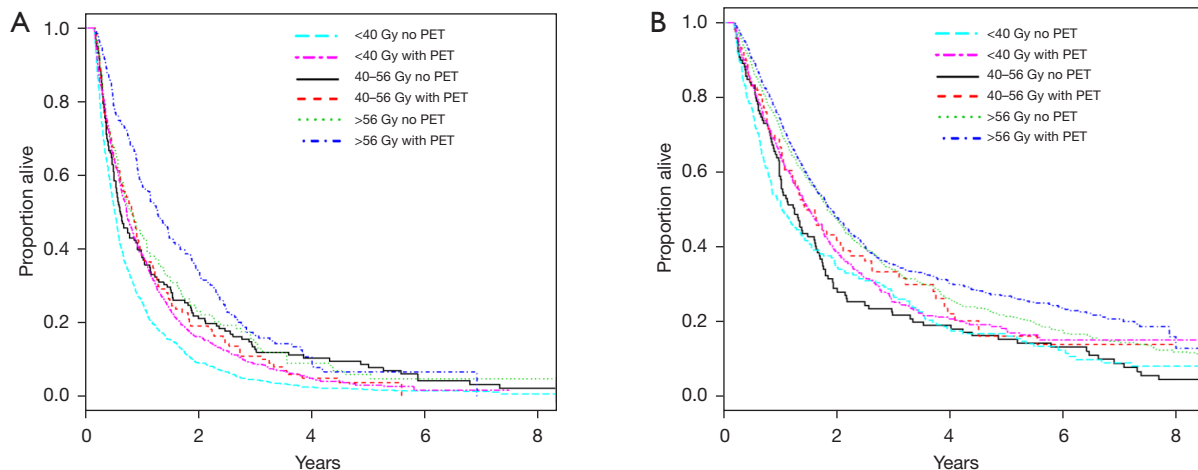 A
Proportion alive
1.0
0.8
0.6
0.4
0.2
0.0
0
2
4
6
8
Years
<40 Gy no PET
<40 Gy with PET
40–56 Gy no PET
40–56 Gy with PET
>56 Gy no PET
>56 Gy with PET
B
Proportion alive
1.0
0.8
0.6
0.4
0.2
0.0
0
2
4
6
8
Years
<40 Gy no PET
<40 Gy with PET
40–56 Gy no PET
40–56 Gy with PET
>56 Gy no PET
>56 Gy with PET